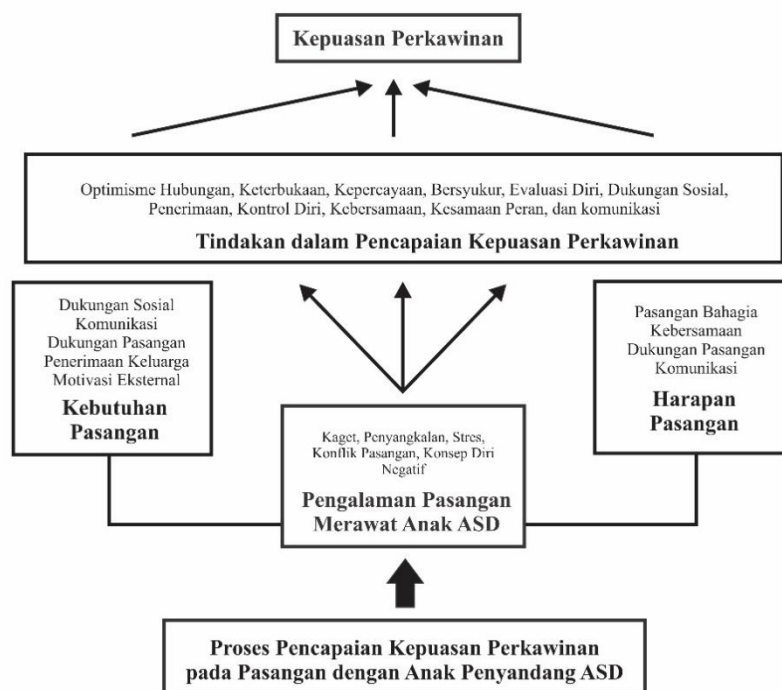 Kepuasan Perkawinan
Optimisme Hubungan, Keterbukaan, Kepercayaan, Bersyukur, Evaluasi Diri, Dukungan Sosial,
Penerimaan, Kontrol Diri, Kebersamaan, Kesamaan Peran, dan komunikasi
Tindakan dalam Pencapaian Kepuasan Perkawinan
Dukungan Sosial
Komunikasi
Dukungan Pasangan
Penerimaan Keluarga
Motivasi Eksternal
Kebutuhan
Pasangan
Kaget, Penyangkalan, Stres,
Konflik Pasangan, Konsep Diri
Negatif
Pengalaman Pasangan
Merawat Anak ASD
Pasangan Bahagia
Kebersamaan
Dukungan Pasangan
Komunikasi
Harapan
Pasangan
Proses Pencapaian Kepuasan Perkawinan
pada Pasangan dengan Anak Penyandang ASD